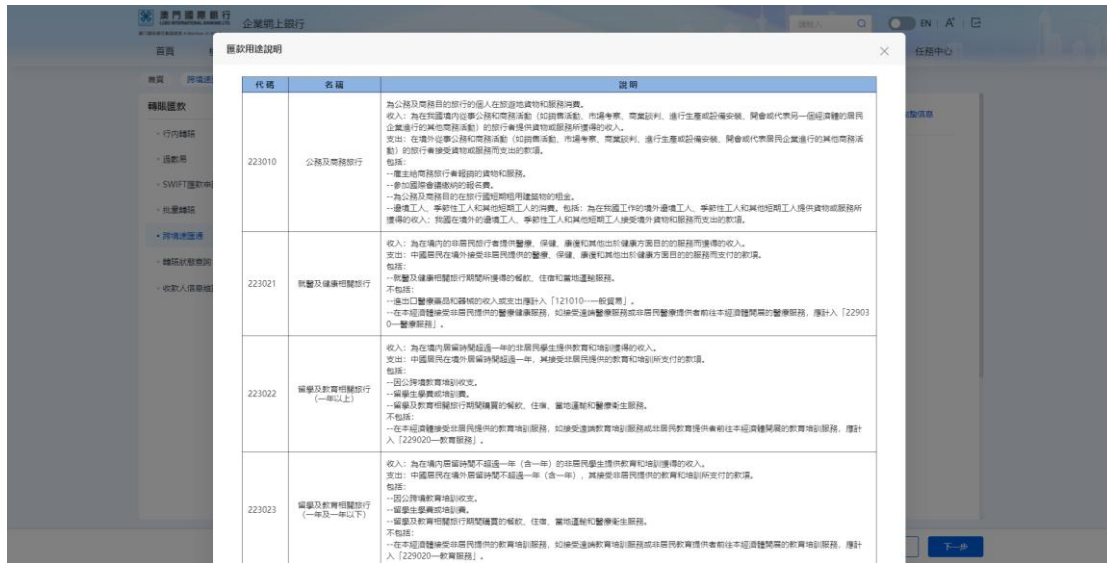 澳門國際銀行
LUSO INTERNATIONAL BANKING LTD.
企業網上銀行
EN
首頁
任務中心
首頁
跨境速
轉賬匯款
·行內轉賬
·過數易
·SWIFT匯款申
·批量轉賬
·跨境速匯通
·轉賬狀態查詢
·收款人信息維
匯款用途說明
代碼 名稱 說明
223010
公務及商務旅行
為公務及商務目的旅行的個人在旅遊地貨物和服務消費。
收入:為在我國境內從事公務和商務活動(如銷售活動、市場考察、商業談判、進行生產或設備安裝、開會或代表另一個經濟體的居民
企業進行的其他商務活動)的旅行者提供貨物或服務所獲得的收入。
支出:在境外從事公務和商務活動(如銷售活動、市場考察、商業談判、進行生產或設備安裝、開會或代表居民企業進行的其他商務活
動)的旅行者接受貨物或服務而支出的款項。
包括:
--雇主給商務旅行者報銷的貨物和服務。
--參加國際會議繳納的報名費。
--為公務及商務目的在旅行國短期租用建築物的租金。
--邊境工人、季節性工人和其他短期工人的消費。包括:為在我國工作的境外邊境工人、季節性工人和其他短期工人提供貨物或服務所
獲得的收入;我國在境外的邊境工人、季節性工人和其他短期工人接受境外貨物和服務而支出的款項。
223021
就醫及健康相關旅行
收入:為在境內的非居民旅行者提供醫療、保健、康復和其他出於健康方面目的的服務而獲得的收入。
支出:中國居民在境外接受非居民提供的醫療、保健、康復和其他出於健康方面目的的服務而支付的款項。
包括:
--就醫及健康相關旅行期間所獲得的餐飲、住宿和當地運輸服務。
不包括:
--進出口醫療藥品和器械的收入或支出應計入「121010--一般貿易」。
--在本經濟體接受非居民提供的醫療健康服務,如接受遠端醫療服務或非居民醫療提供者前往本經濟體開展的醫療服務,應計入「22903
0—醫療服務」。
223022
留學及教育相關旅行
(一年以上)
收入:為在境內居留時間超過一年的非居民學生提供教育和培訓獲得的收入。
支出:中國居民在境外居留時間超過一年,其接受非居民提供的教育和培訓所支付的款項。
包括:
--因公跨境教育培訓收支。
--留學生學費或培訓費。
--留學及教育相關旅行期間購買的餐飲、住宿、當地運輸和醫療衛生服務。
不包括:
--在本經濟體接受非居民提供的教育培訓服務,如接受遠端教育培訓服務或非居民教育提供者前往本經濟體開展的教育培訓服務,應計
入「229020—教育服務」。
223023
留學及教育相關旅行
(一年及一年以下)
收入:為在境內居留時間不超過一年(含一年)的非居民學生提供教育和培訓獲得的收入。
支出:中國居民在境外居留時間不超過一年(含一年),其接受非居民提供的教育和培訓所支付的款項。
包括:
--因公跨境教育培訓收支。
--留學生學費或培訓費。
--留學及教育相關旅行期間購買的餐飲、住宿、當地運輸和醫療衛生服務。
不包括:
--在本經濟體接受非居民提供的教育培訓服務,如接受遠端教育培訓服務或非居民教育提供者前往本經濟體開展的教育培訓服務,應計
入「229020—教育服務」。
下一步